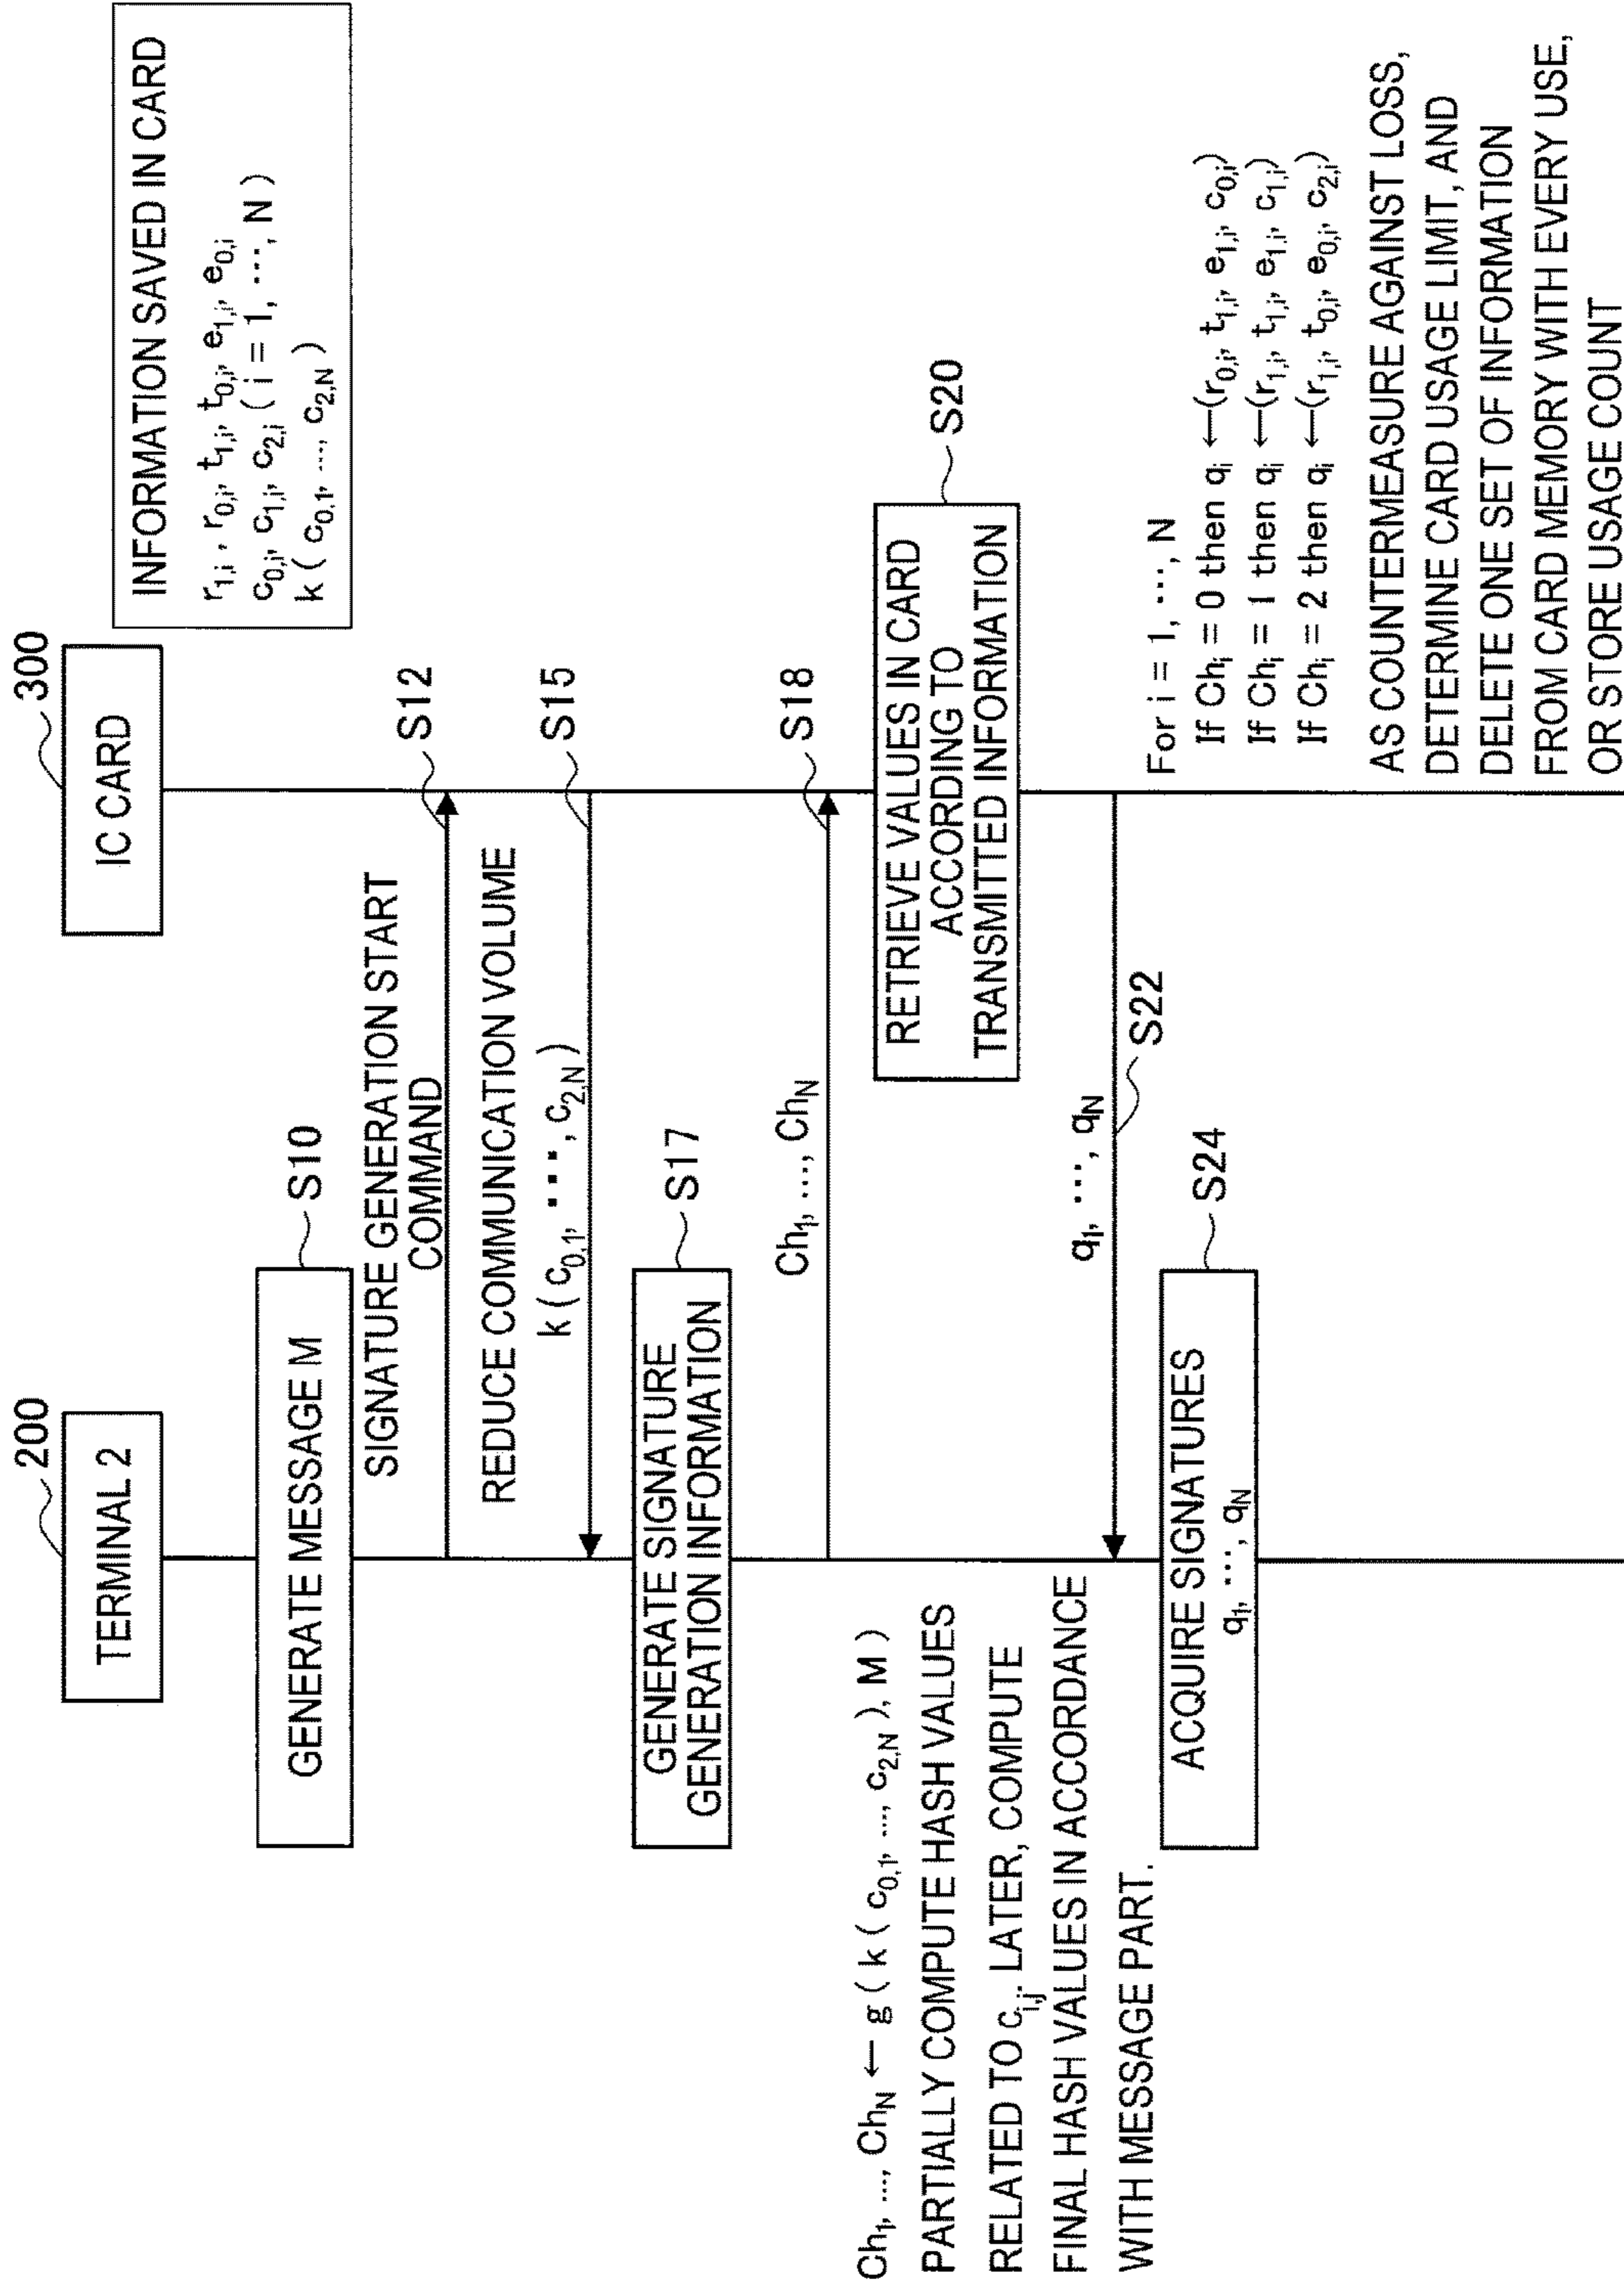 200
TERMINAL 2
300
IC CARD
INFORMATION SAVED IN CARD
r1,i, r0,i, t1,i, t0,i, e1,i, e0,i
c0,i, c1,i, c2,i ( i = 1, ⋯, N )
k ( c0,1, ..., c2,N )
GENERATE MESSAGE M
S10
SIGNATURE GENERATION START
COMMAND
S12
REDUCE COMMUNICATION VOLUME
k ( c0,1, ⋯, c2,N )
S15
GENERATE SIGNATURE
GENERATION INFORMATION
S17
Ch1, ..., ChN
S18
Ch1, ..., ChN ← g ( k ( c0,1, ..., c2,N ), M )
PARTIALLY COMPUTE HASH VALUES
RELATED TO ci,j. LATER, COMPUTE
FINAL HASH VALUES IN ACCORDANCE
WITH MESSAGE PART.
RETRIEVE VALUES IN CARD
ACCORDING TO
TRANSMITTED INFORMATION
S20
q1, ⋯, qN
S22
ACQUIRE SIGNATURES
q1, ⋯, qN
S24
For i = 1, ⋯, N
If Chi = 0 then qi ←(r0,i, t1,i, e1,i, c0,i)
If Chi = 1 then qi ←(r1,i, t1,i, e1,i, c1,i)
If Chi = 2 then qi ←(r1,i, t0,i, e0,i, c2,i)
AS COUNTERMEASURE AGAINST LOSS,
DETERMINE CARD USAGE LIMIT, AND
DELETE ONE SET OF INFORMATION
FROM CARD MEMORY WITH EVERY USE,
OR STORE USAGE COUNT